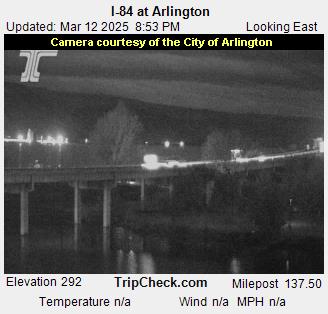 I-84 at Arlington
Updated: Mar 12 2025 8:53 PM Looking East
Camera courtesy of the City of Arlington
Elevation 292 TripCheck.com Milepost 137.50
Temperature n/a Wind n/a MPH n/a